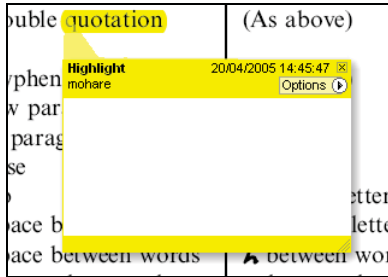 ouble quotation (As above)
Highlight 20/04/2005 14:45:47
mohare Options
yphen
w par
parag
se
etter
ace b lette
ace between words between wor